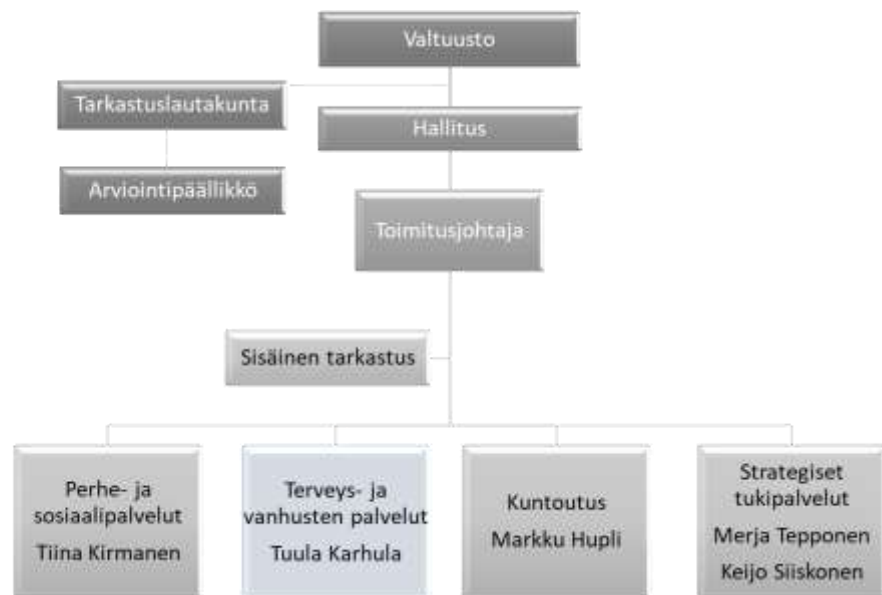 Valtuusto
Tarkastuslautakunta
Hallitus
Arviointipäällikkö
Toimitusjohtaja
Sisäinen tarkastus
Perhe- ja
sosiaalipalvelut
Tiina Kirmanen
Terveys- ja
vanhusten palvelut
Tuula Karhula
Kuntoutus
Markku Hupli
Strategiset
tukipalvelut
Merja Tepponen
Keijo Siiskonen